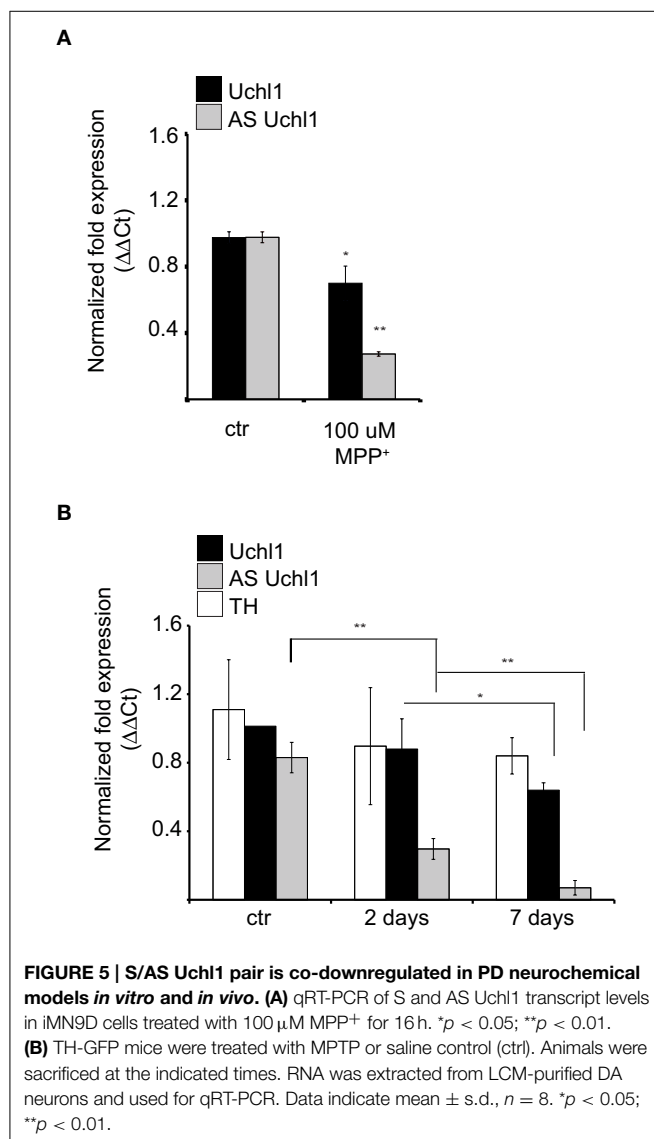 A
Uchl1
AS Uchl1
1.6
1.2
0.8
0.4
Normalized fold expression
(ΔΔCt)
*
**
ctr
100 uM
MPP+
B
Uchl1
AS Uchl1
TH
1.6
1.2
0.8
0.4
Normalized fold expression
(ΔΔCt)
**
**
*
ctr
2 days
7 days
FIGURE 5 | S/AS Uchl1 pair is co-downregulated in PD neurochemical
models in vitro and in vivo. (A) qRT-PCR of S and AS Uchl1 transcript levels
in iMN9D cells treated with 100 μM MPP+ for 16 h. *p < 0.05; **p < 0.01.
(B) TH-GFP mice were treated with MPTP or saline control (ctrl). Animals were
sacrificed at the indicated times. RNA was extracted from LCM-purified DA
neurons and used for qRT-PCR. Data indicate mean ± s.d., n = 8. *p < 0.05;
**p < 0.01.